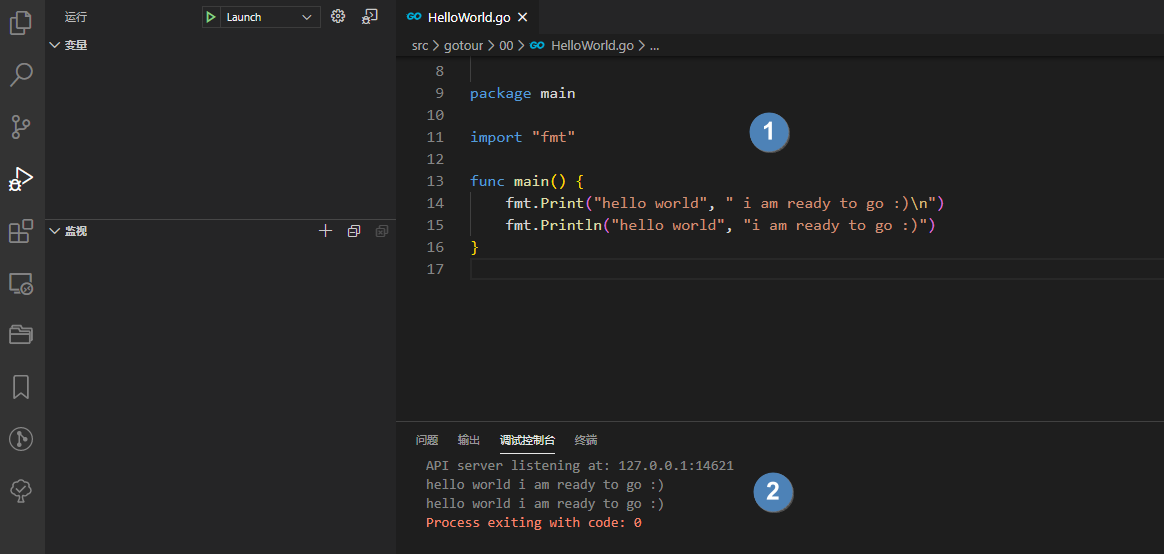 运行
Launch
变量
监视
GO HelloWorld.go
src > gotour > 00 > GO HelloWorld.go > ...
8
9 package main
10
11 import "fmt"
12
13 func main() {
14 fmt.Print("hello world", " i am ready to go :)\n")
15 fmt.Println("hello world", "i am ready to go :)")
16 }
17
1
问题 输出 调试控制台 终端
API server listening at: 127.0.0.1:14621
hello world i am ready to go :)
hello world i am ready to go :)
Process exiting with code: 0
2